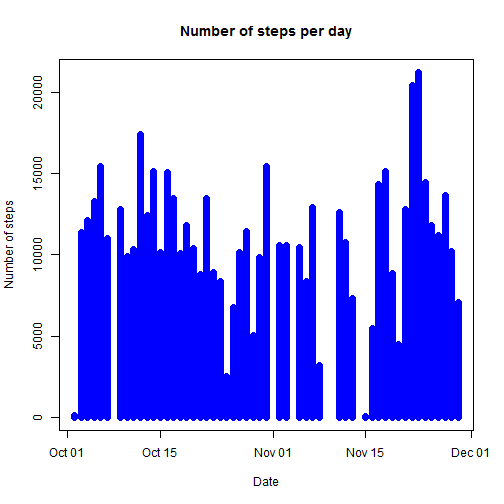 Number of steps per day
Number of steps
20000
15000
10000
5000
0
Oct 01 Oct 15 Nov 01 Nov 15 Dec 01
Date